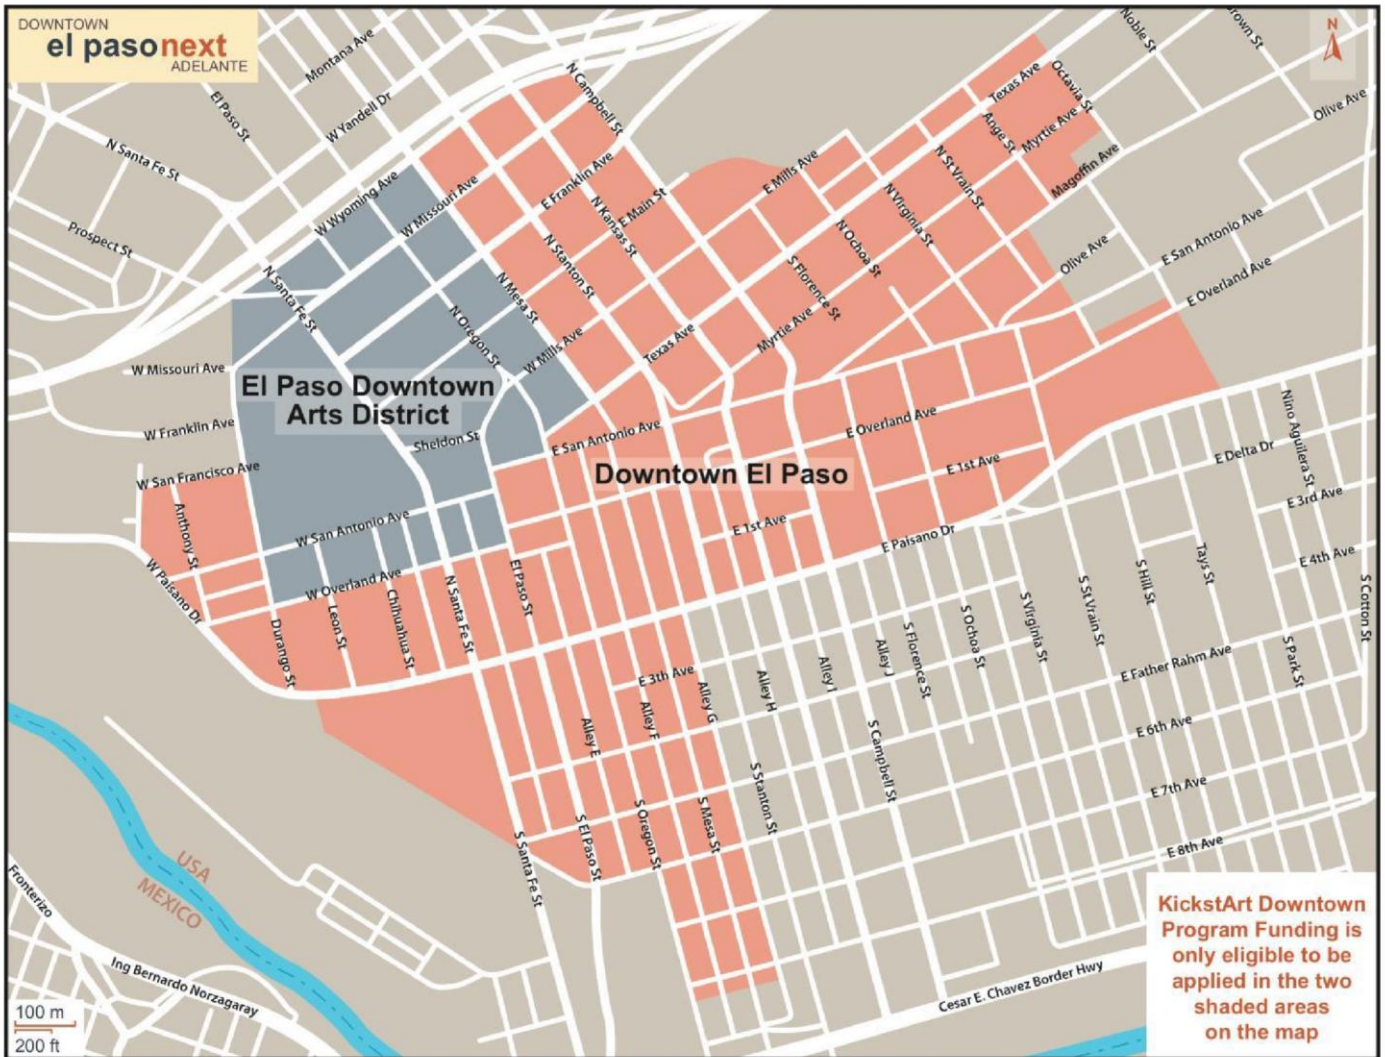 DOWNTOWN
el pasonext
ADELANTE
N
Montana Ave
El Paso St
W Yandell Dr
N Santa Fe St
Prospect St
N Campbell St
Noble St
Brown St
Octavia St
Texas Ave
Olive Ave
Ange St
Myrtie Ave
Magoffin Ave
W Wyoming Ave
W Missouri Ave
E Franklin Ave
E Main St
N Kansas St
E Mills Ave
N St Vrain St
N Virginia St
N Ochoa St
N Stanton St
N Mesa St
N Santa Fe St
N Oregon St
W Mills Ave
S Florence St
Myrtie Ave
Texas Ave
Olive Ave
E San Antonio Ave
E Overland Ave
W Missouri Ave
W Franklin Ave
W San Francisco Ave
El Paso Downtown
Arts District
Sheldon St
E San Antonio Ave
E Overland Ave
Downtown El Paso
E 1st Ave
E 1st Ave
E Paisano Dr
E Delta Dr
Nino Aguilera St
E 3rd Ave
E 4th Ave
Anthony St
W San Antonio Ave
W Overland Ave
W Paisano Dr
Durango St
Leon St
Chihuahua St
N Santa Fe St
El Paso St
Tays St
S Hill St
S St Vrain St
S Virginia St
S Ochoa St
S Florence St
Alley J
Alley I
Alley H
Alley G
Alley F
Alley E
E 3rd Ave
S Cotton St
S Park St
E Father Rahm Ave
E 6th Ave
E 7th Ave
E 8th Ave
S Campbell St
S Stanton St
S Mesa St
S Oregon St
S El Paso St
S Santa Fe St
USA
MEXICO
Fronterizo
Ing Bernardo Norzagaray
Cesar E. Chavez Border Hwy
KickstArt Downtown
Program Funding is
only eligible to be
applied in the two
shaded areas
on the map
100 m
200 ft